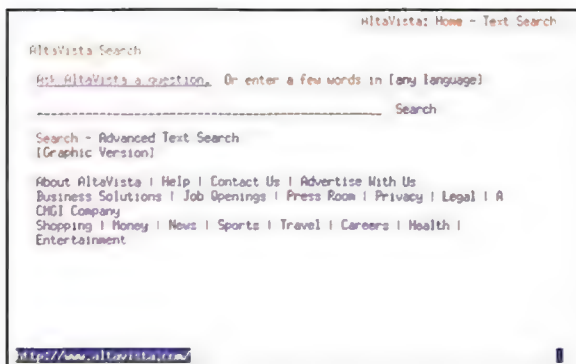 AltaVista: Home - Text Search
AltaVista Search
Ask AltaVista a question. Or enter a few words in [any language]
Search
Search - Advanced Text Search
[Graphic Version]
About AltaVista | Help | Contact Us | Advertise With Us
Business Solutions | Job Openings | Press Room | Privacy | Legal | A
CMGI Company
Shopping | Money | News | Sports | Travel | Careers | Health |
Entertainment
http://www.altavista.com/